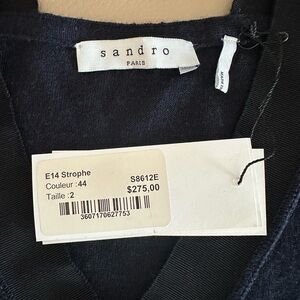 sandro
PARIS
E14 Strophe
Couleur :44 S8612E
Taille :2 $275,00
3607170627753